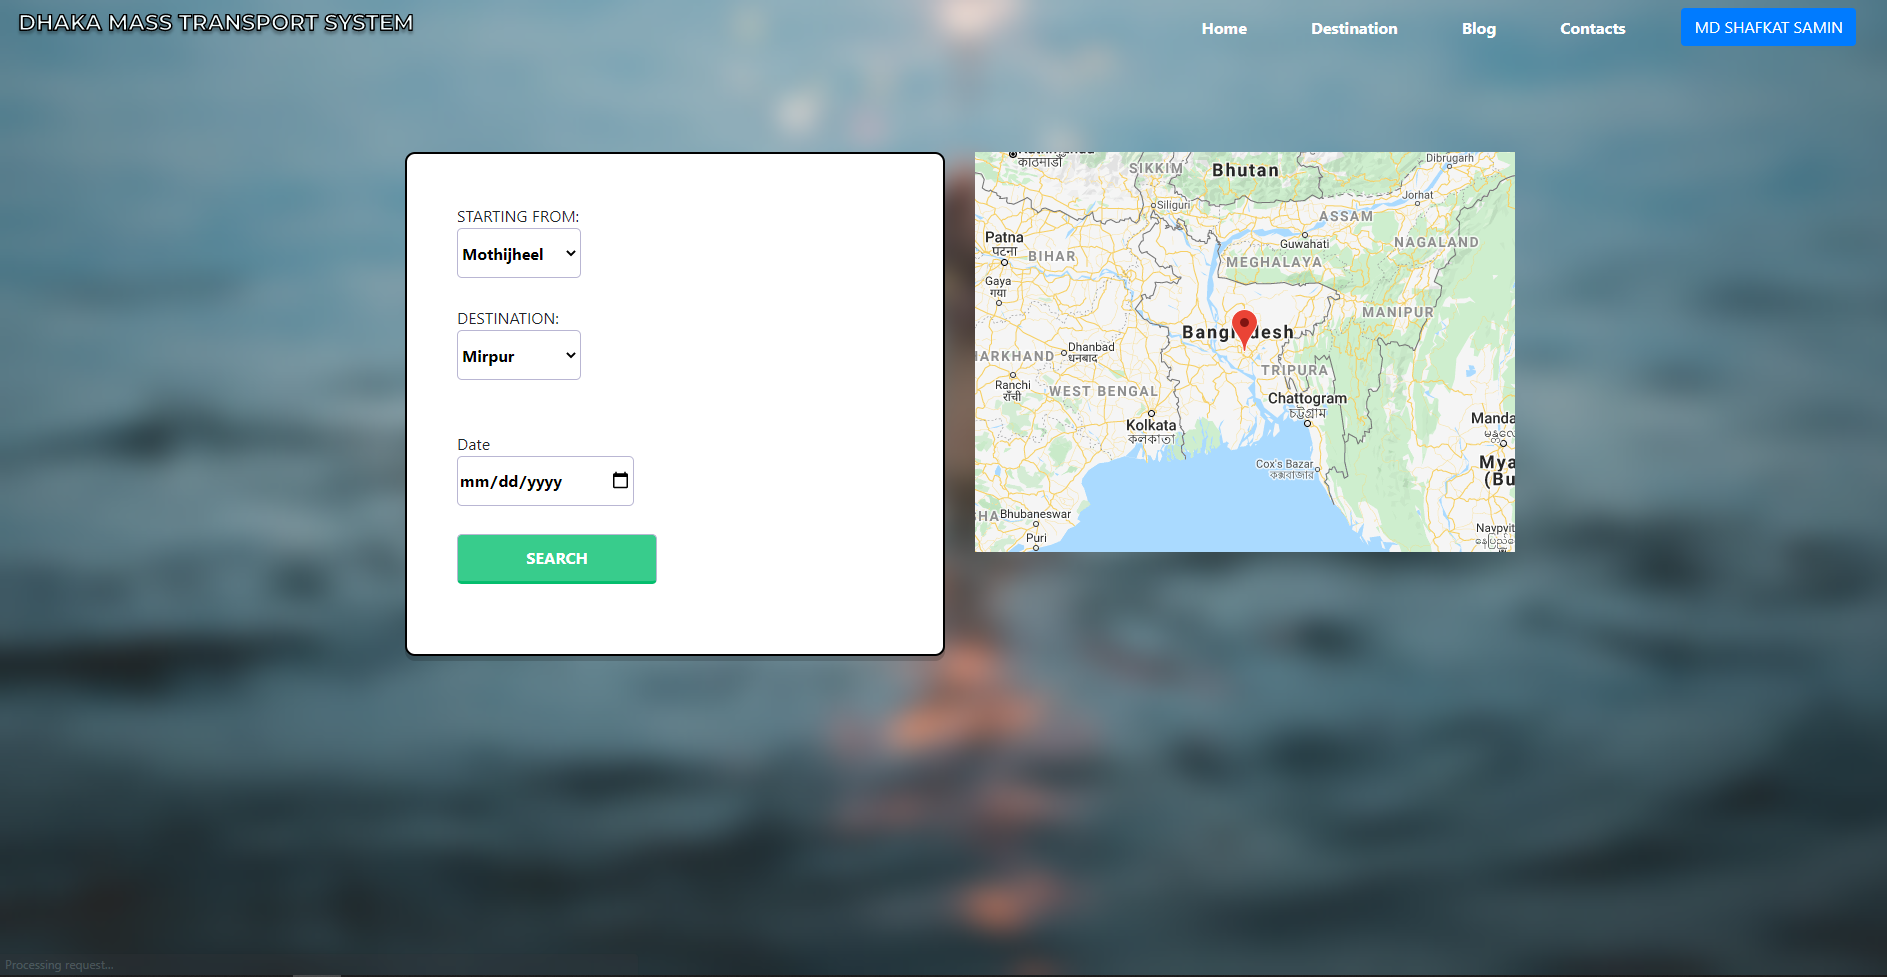 DHAKA MASS TRANSPORT SYSTEM
Home
Destination
Blog
Contacts
MD SHAFKAT SAMIN
STARTING FROM:
Mothijheel
DESTINATION:
Mirpur
Date
mm/dd/yyyy
SEARCH
काठमाडौं
SIKKIM
Bhutan
Dibrugarh
Siliguri
Jorhat
ASSAM
Patna
पटना
BIHAR
Guwahati
NAGALAND
MEGHALAYA
Gaya
गया
MANIPUR
HARKHAND
Dhanbad
धनबाद
TRIPURA
Ranchi
राँची
WEST BENGAL
Chattogram
চট্টগ্রাম
Kolkata
কলকাতা
Manda
Cox's Bazar
কক্সবাজার
Mya
(Bu
Bhubaneswar
Puri
Navpyit
Processing request...